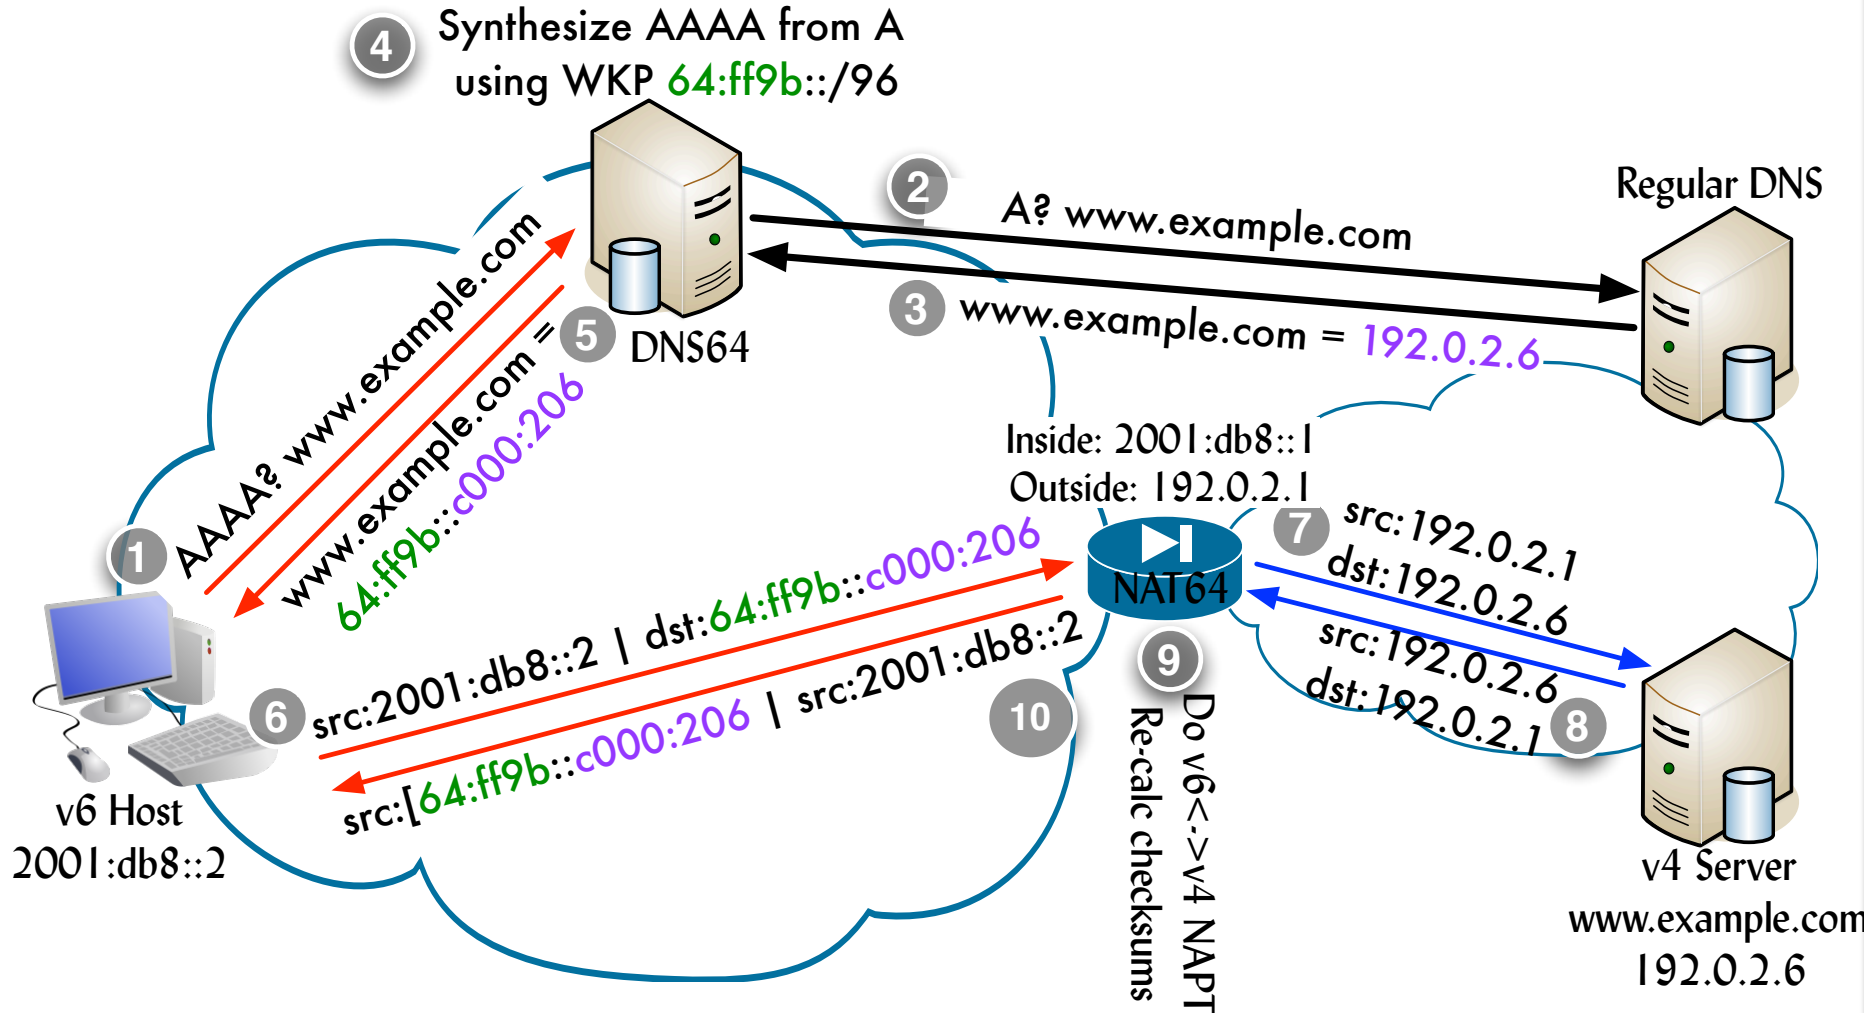 4
Synthesize AAAA from A
using WKP 64:ff9b::/96
2
A? www.example.com
Regular DNS
3
www.example.com = 192.0.2.6
5
DNS64
1
AAAA? www.example.com
www.example.com =
64:ff9b::c000:206
Inside: 2001:db8::1
Outside: 192.0.2.1
NAT64
7
src:192.0.2.1
dst:192.0.2.6
src:192.0.2.6
dst:192.0.2.1
8
6
src:2001:db8::2 | dst:64:ff9b::c000:206
src:[64:ff9b::c000:206 | src:2001:db8::2
10
9
Do v6<->v4 NAPT
Re-calc checksums
v6 Host
2001:db8::2
v4 Server
www.example.com
192.0.2.6